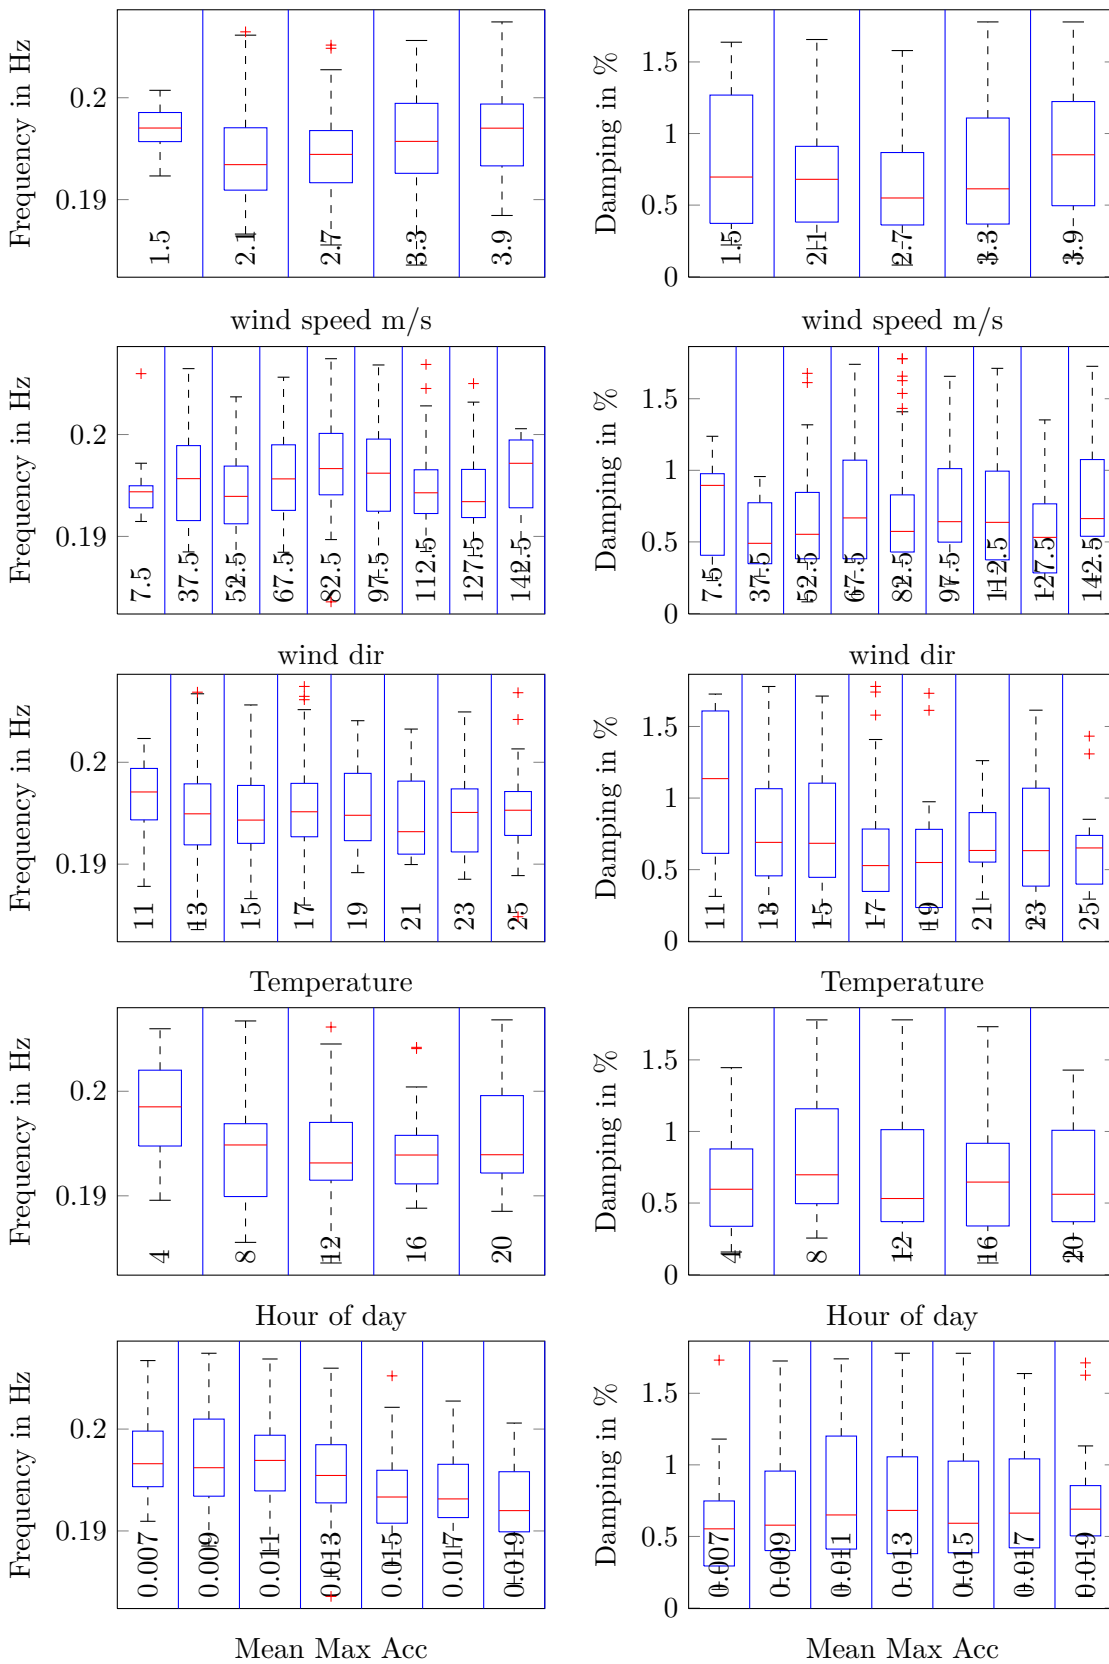 Frequency in Hz
0.2
0.19
1.5 2.1 2.7 3.3 3.9
wind speed m/s
Damping in %
1.5
1
0.5
0
1.5 2.1 2.7 3.3 3.9
wind speed m/s
Frequency in Hz
0.2
0.19
7.5 37.5 52.5 67.5 82.5 97.5 112.5 127.5 142.5
wind dir
Damping in %
1.5
1
0.5
0
7.5 37.5 52.5 67.5 82.5 97.5 112.5 127.5 142.5
wind dir
Frequency in Hz
0.2
0.19
11 13 15 17 19 21 23 25
Temperature
Damping in %
1.5
1
0.5
0
11 13 15 17 19 21 23 25
Temperature
Frequency in Hz
0.2
0.19
4 8 12 16 20
Hour of day
Damping in %
1.5
1
0.5
0
4 8 12 16 20
Hour of day
Frequency in Hz
0.2
0.19
0.007 0.009 0.011 0.013 0.015 0.017 0.019
Mean Max Acc
Damping in %
1.5
1
0.5
0
0.007 0.009 0.011 0.013 0.015 0.017 0.019
Mean Max Acc